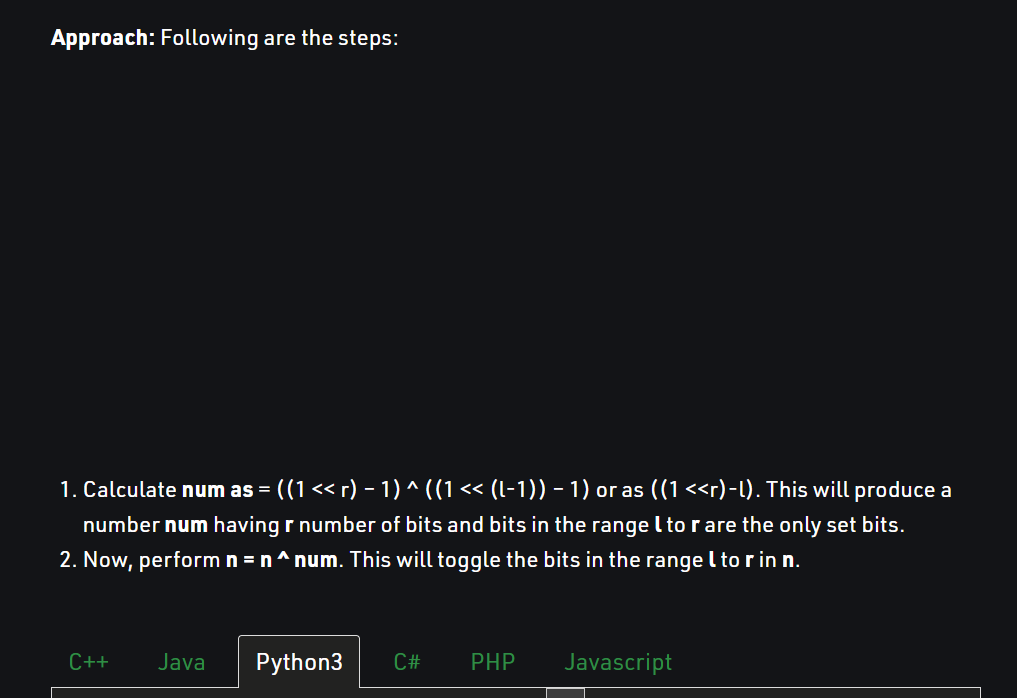 Approach: Following are the steps:
1. Calculate num as = ((1 << r) – 1) ^ ((1 << (l-1)) – 1) or as ((1 <<r)-l). This will produce a
number num having r number of bits and bits in the range l to r are the only set bits.
2. Now, perform n = n ^ num. This will toggle the bits in the range l to r in n.
C++ Java Python3 C# PHP Javascript